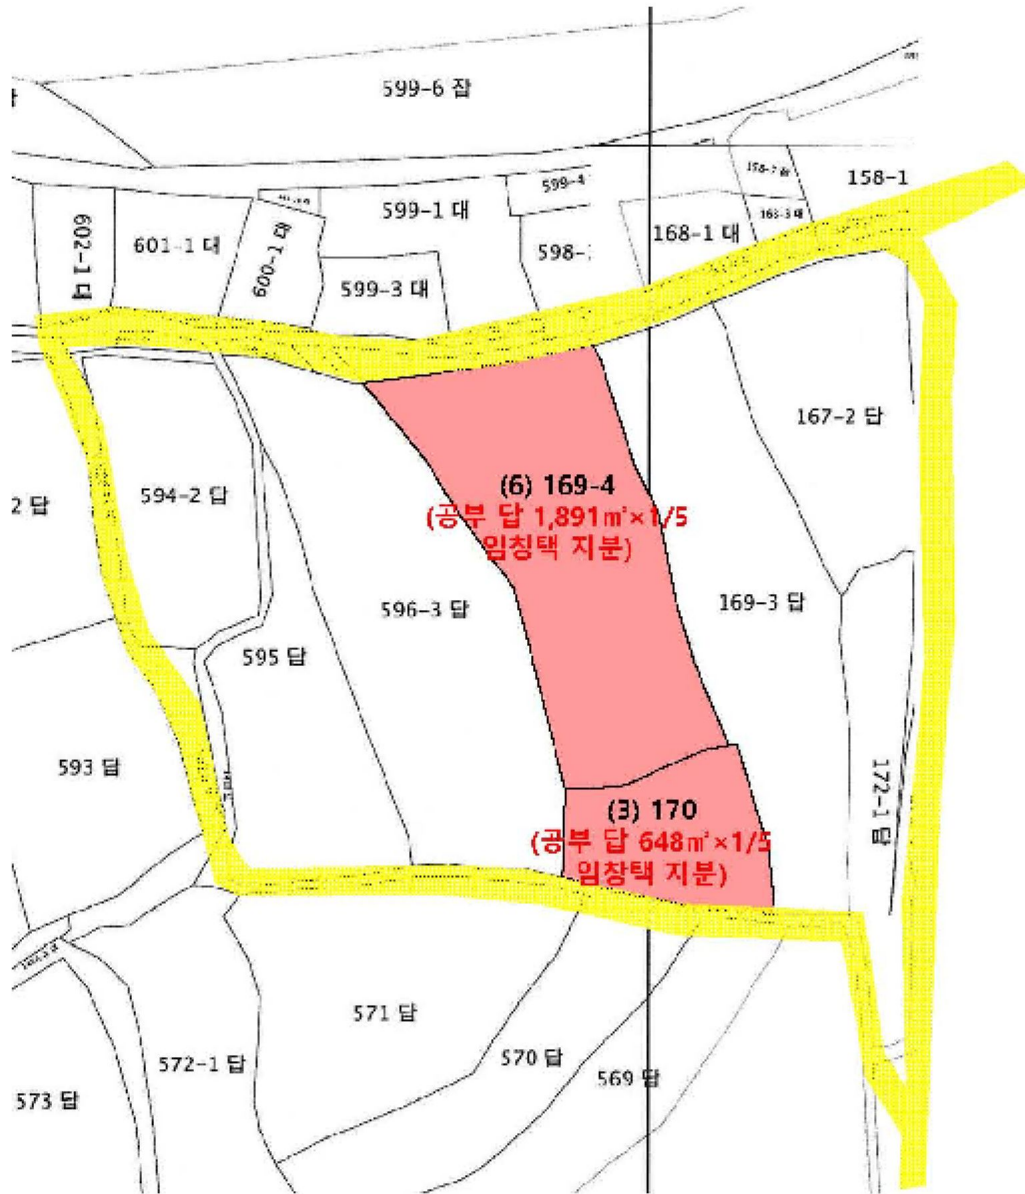 599-6 잡
158-1
599-4
599-1 대
168-1 대
602-1 대
601-1 대
600-1 대
598-
599-3 대
167-2 답
(6) 169-4
594-2 답
2 답
(공부 답 1,891㎡×1/5
임창택 지분)
596-3 답
169-3 답
595 답
593 답
172-1 답
(3) 170
(공부 답 648㎡×1/5
임창택 지분)
571 답
570 답
572-1 답
569 답
573 답